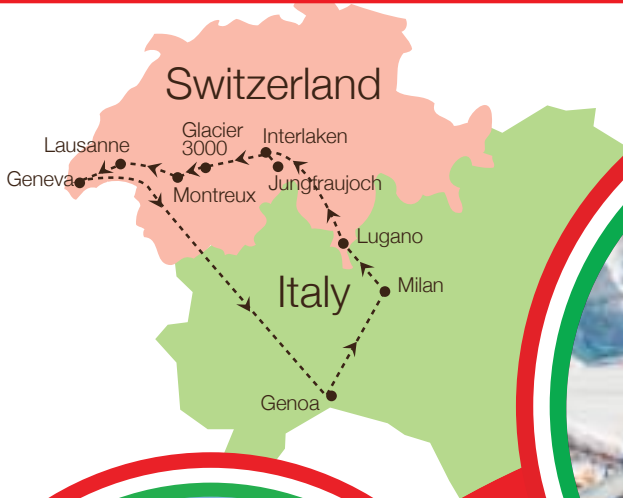 Switzerland
Glacier
3000
Interlaken
Lausanne
Geneva
Montreux
Jungfraujoch
Lugano
Italy
Milan
Genoa